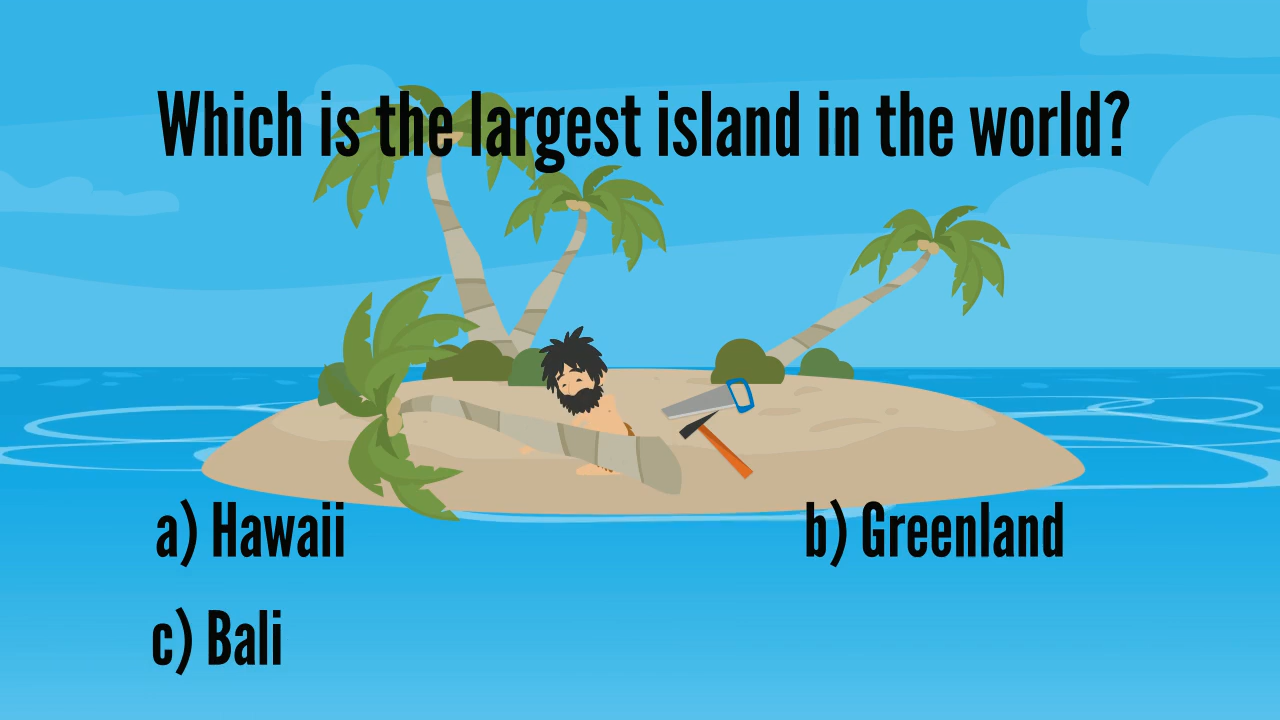 Which is the largest island in the world?
a) Hawaii
b) Greenland
c) Bali